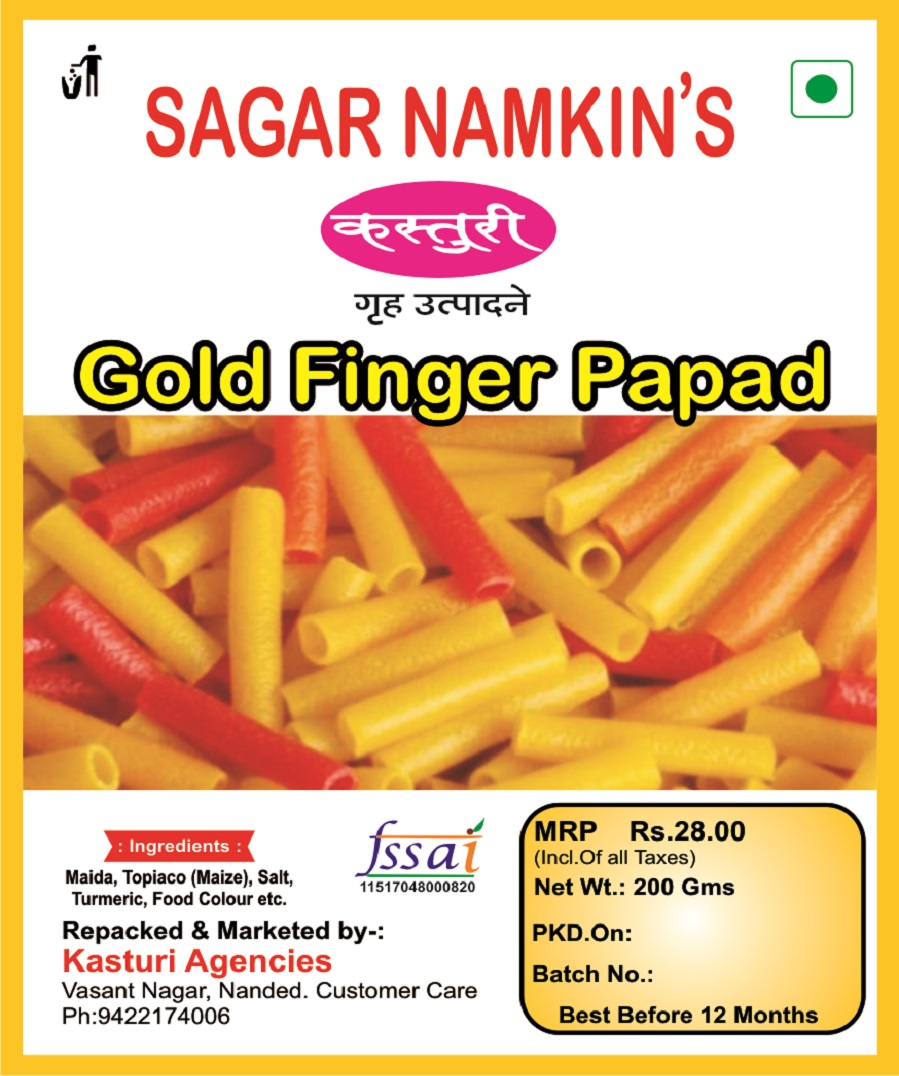 SAGAR NAMKIN'S
कस्तुरी
गृह उत्पादने
Gold Finger Papad
: Ingredients :
Maida, Topiaco (Maize), Salt,
Turmeric, Food Colour etc.
fssai
11517048000820
Repacked & Marketed by-:
Kasturi Agencies
Vasant Nagar, Nanded. Customer Care
Ph:9422174006
MRP Rs.28.00
(Incl.Of all Taxes)
Net Wt.: 200 Gms
PKD.On:
Batch No.:
Best Before 12 Months